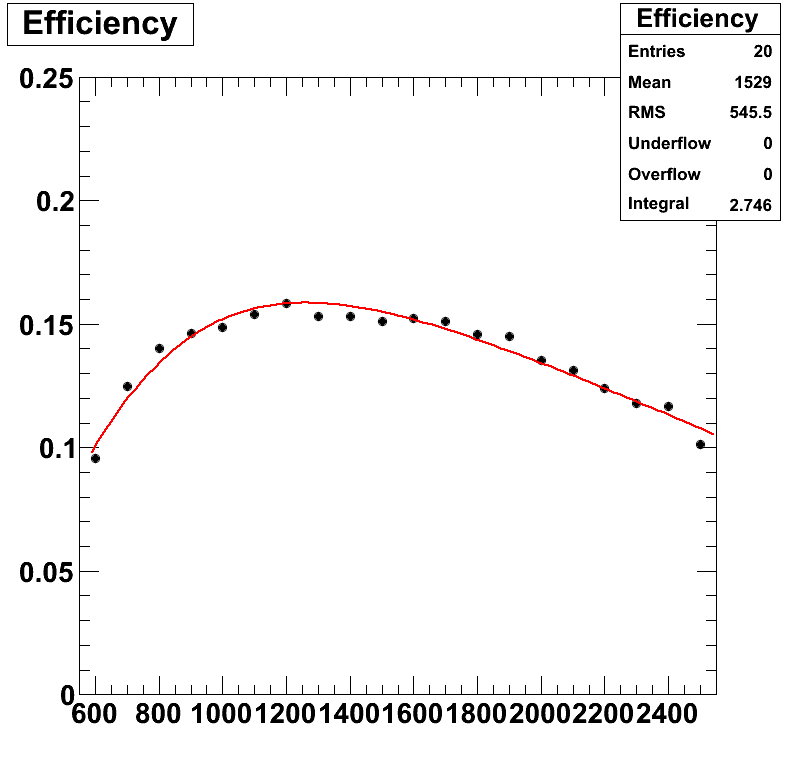 Efficiency
Efficiency
Entries 20
Mean 1529
RMS 545.5
Underflow 0
Overflow 0
Integral 2.746
0.25
0.2
0.15
0.1
0.05
0
600 800 1000 1200 1400 1600 1800 2000 2200 2400